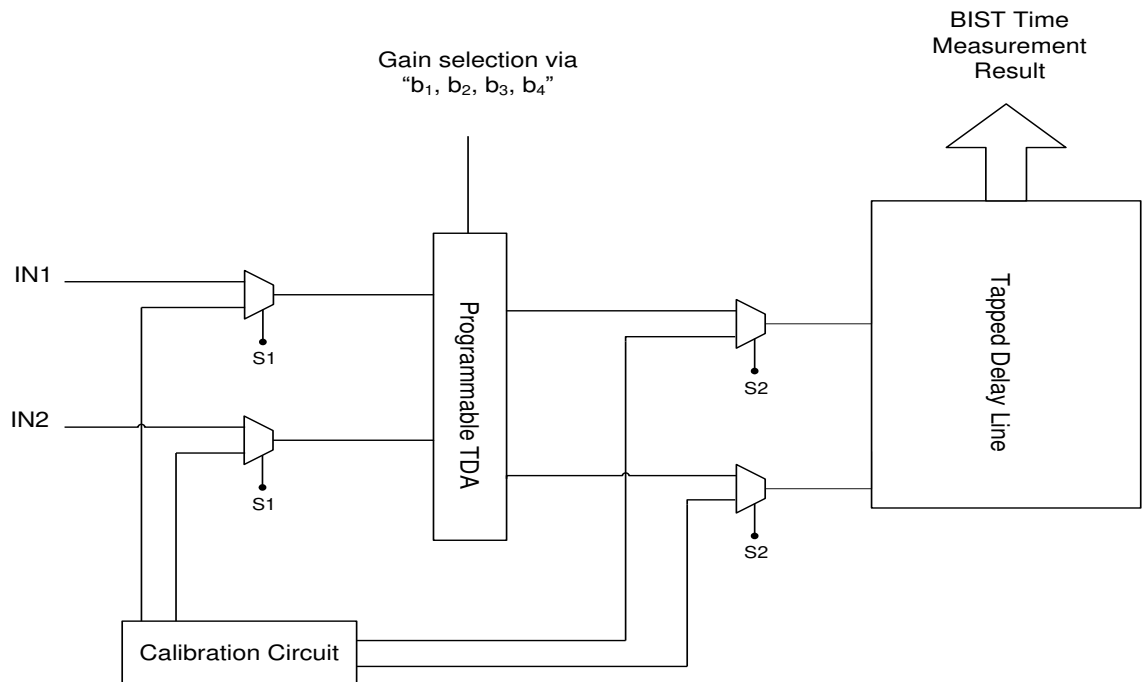 BIST Time
Measurement
Result
Gain selection via
“b₁, b₂, b₃, b₄”
IN1
S1
IN2
S1
Programmable TDA
S2
S2
Tapped Delay Line
Calibration Circuit